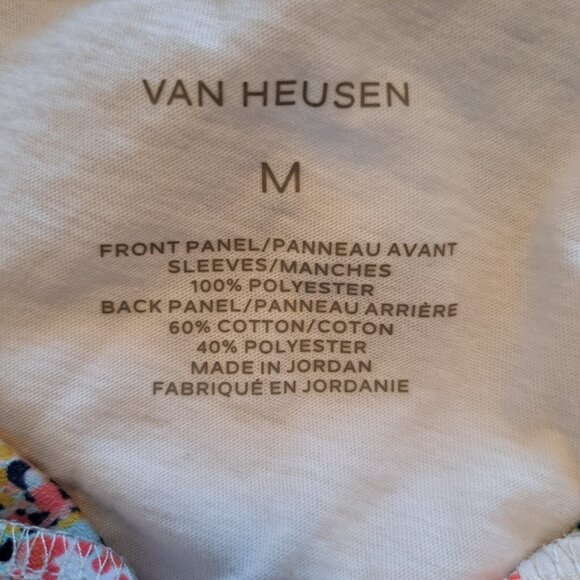 VAN HEUSEN
M
FRONT PANEL/PANNEAU AVANT
SLEEVES/MANCHES
100% POLYESTER
BACK PANEL/PANNEAU ARRIÈRE
60% COTTON/COTON
40% POLYESTER
MADE IN JORDAN
FABRIQUÉ EN JORDANIE